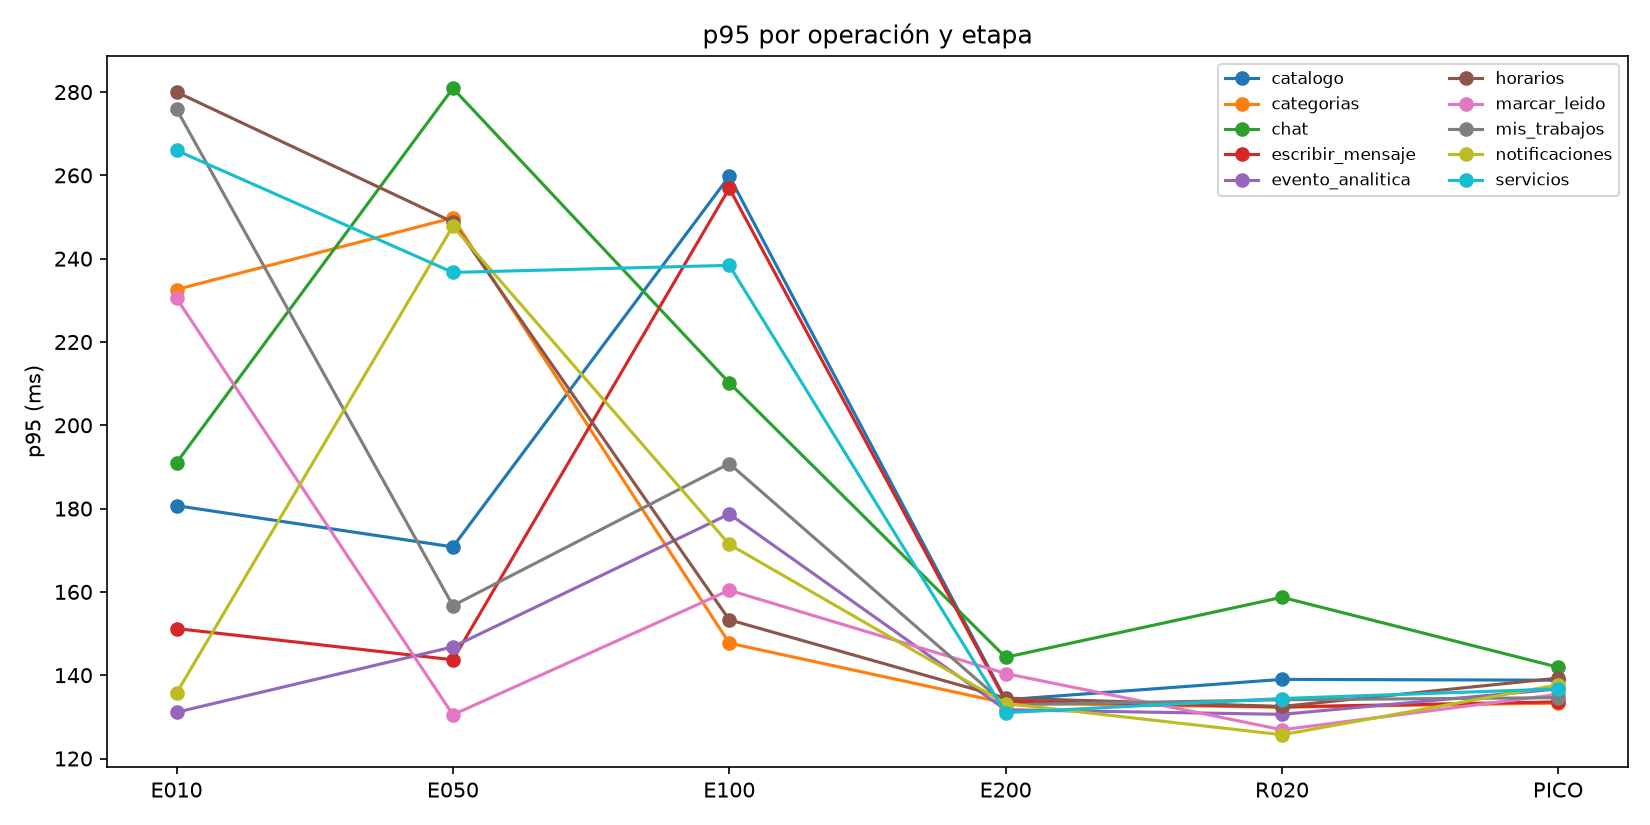 p95 por operación y etapa
p95 (ms)
280
260
240
220
200
180
160
140
120
E010
E050
E100
E200
R020
PICO
catalogo
categorias
chat
escribir_mensaje
evento_analitica
horarios
marcar_leido
mis_trabajos
notificaciones
servicios